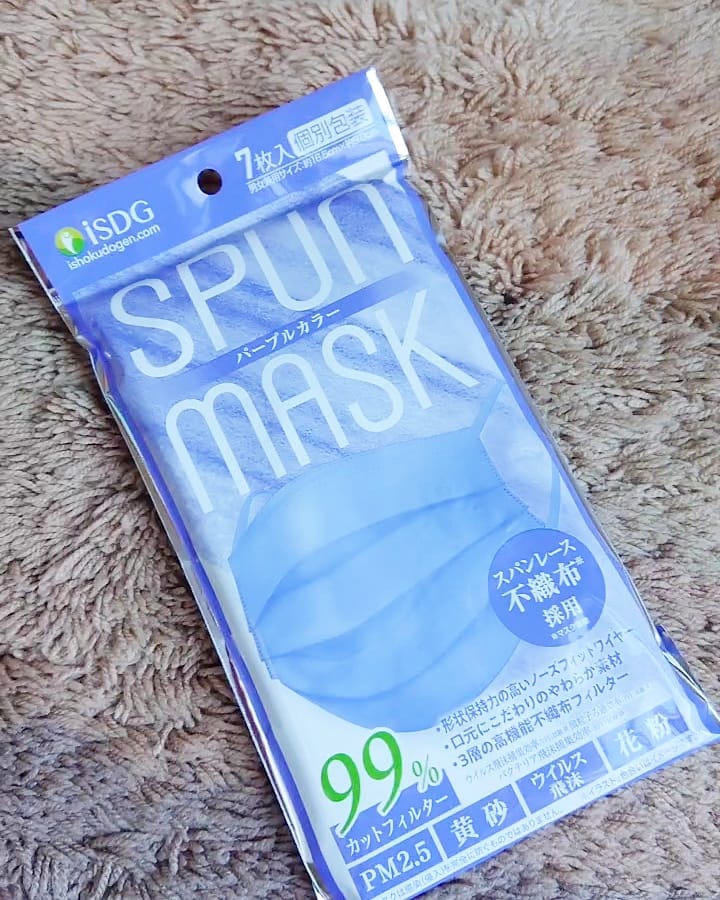 7枚入 個別包装
iSDG
ishokudogen.com
SPUN
パープルカラー
MASK
スパンレース
不織布※
採用
・形状保持力の高いノーズフィットワイヤー
・口元にこだわりのやわらか素材
・3層の高機能不織布フィルター
99%
カットフィルター
PM2.5
黄砂
ウイルス
飛沫
花粉